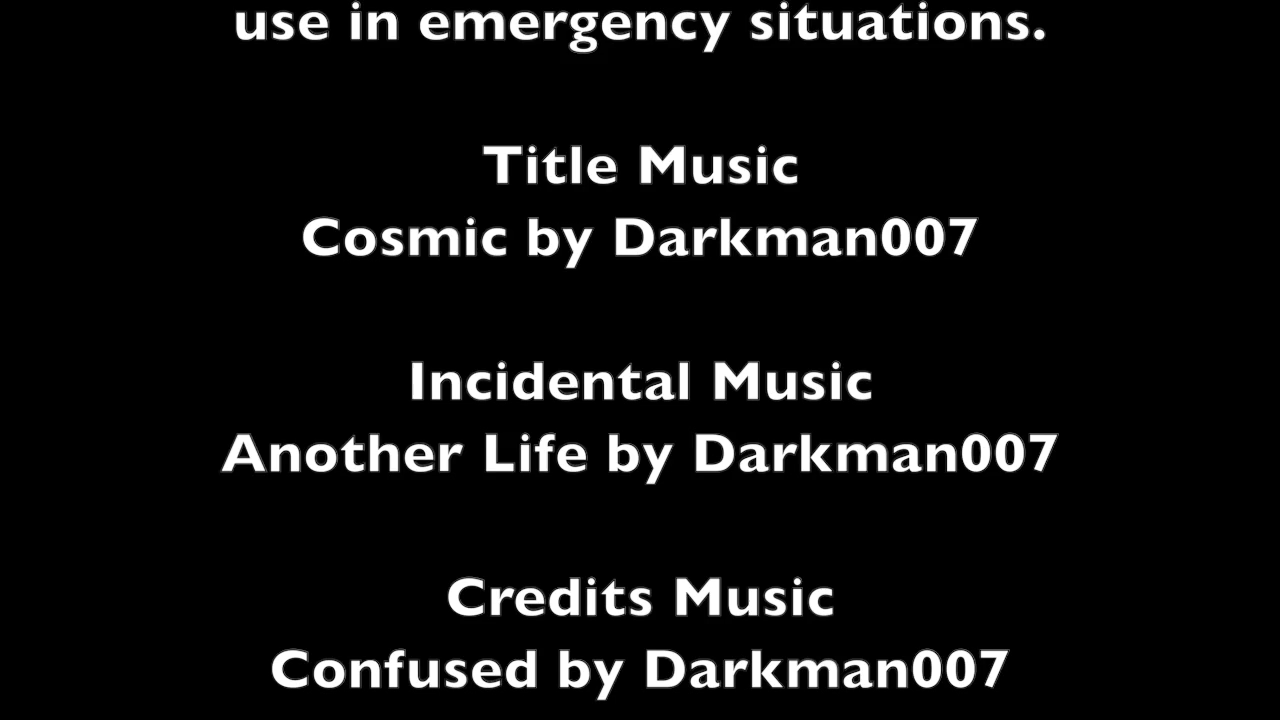 use in emergency situations.
Title Music
Cosmic by Darkman007
Incidental Music
Another Life by Darkman007
Credits Music
Confused by Darkman007